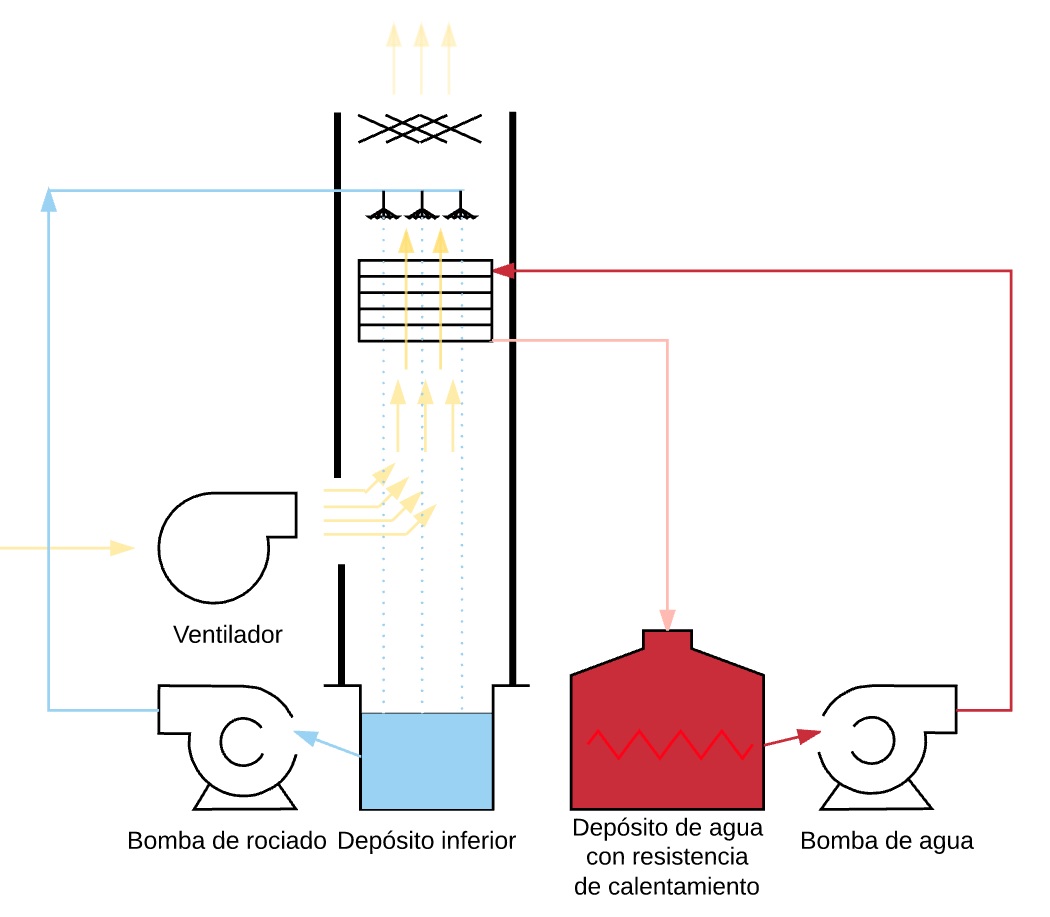 Ventilador
Bomba de rociado
Depósito inferior
Depósito de agua
con resistencia
de calentamiento
Bomba de agua